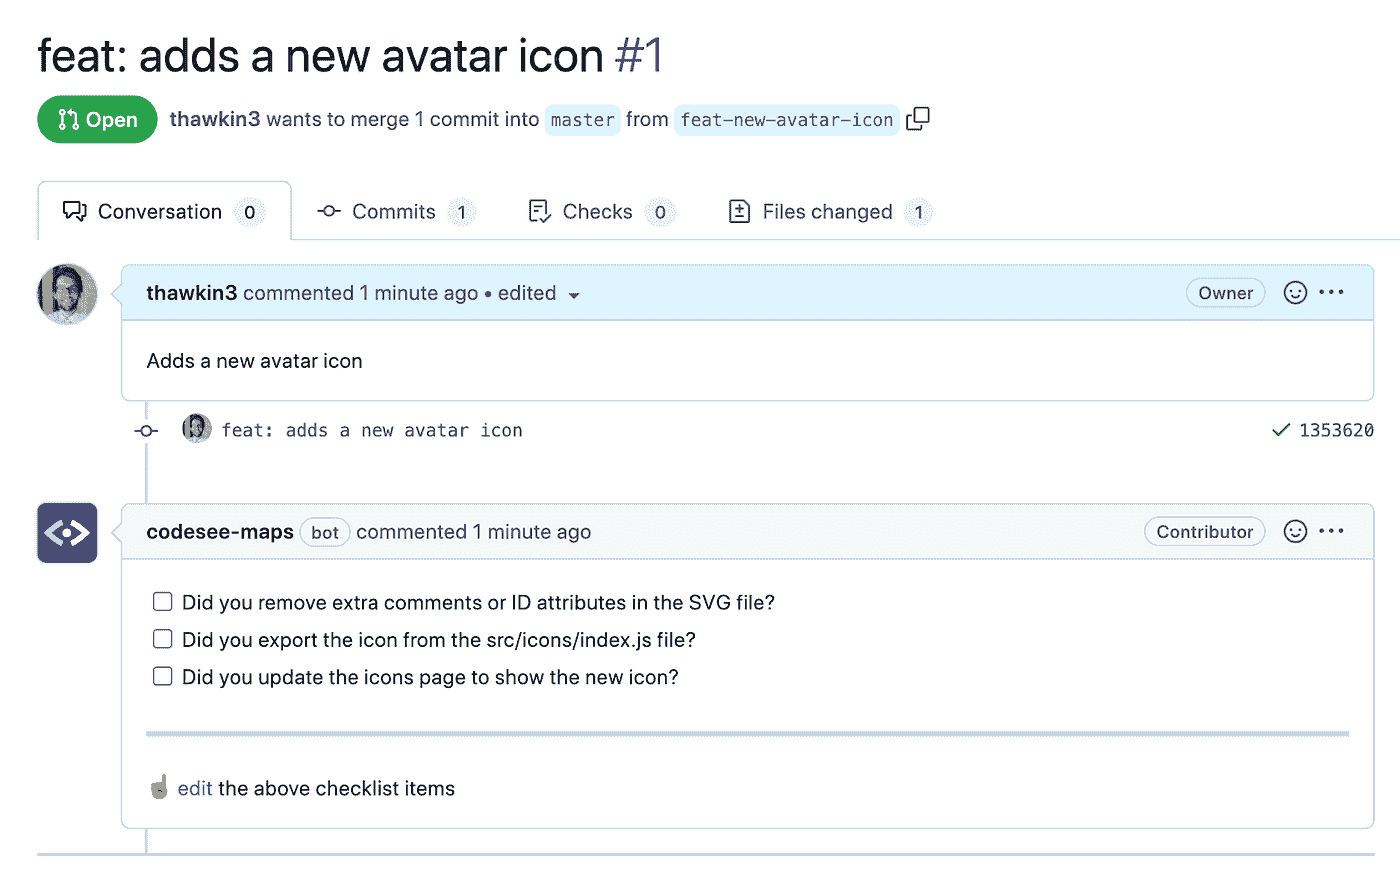 feat: adds a new avatar icon #1
Open thawkin3 wants to merge 1 commit into master from feat-new-avatar-icon
Conversation 0 Commits 1 Checks 0 Files changed 1
thawkin3 commented 1 minute ago • edited Owner
Adds a new avatar icon
feat: adds a new avatar icon 1353620
codesee-maps bot commented 1 minute ago Contributor
Did you remove extra comments or ID attributes in the SVG file?
Did you export the icon from the src/icons/index.js file?
Did you update the icons page to show the new icon?
edit the above checklist items